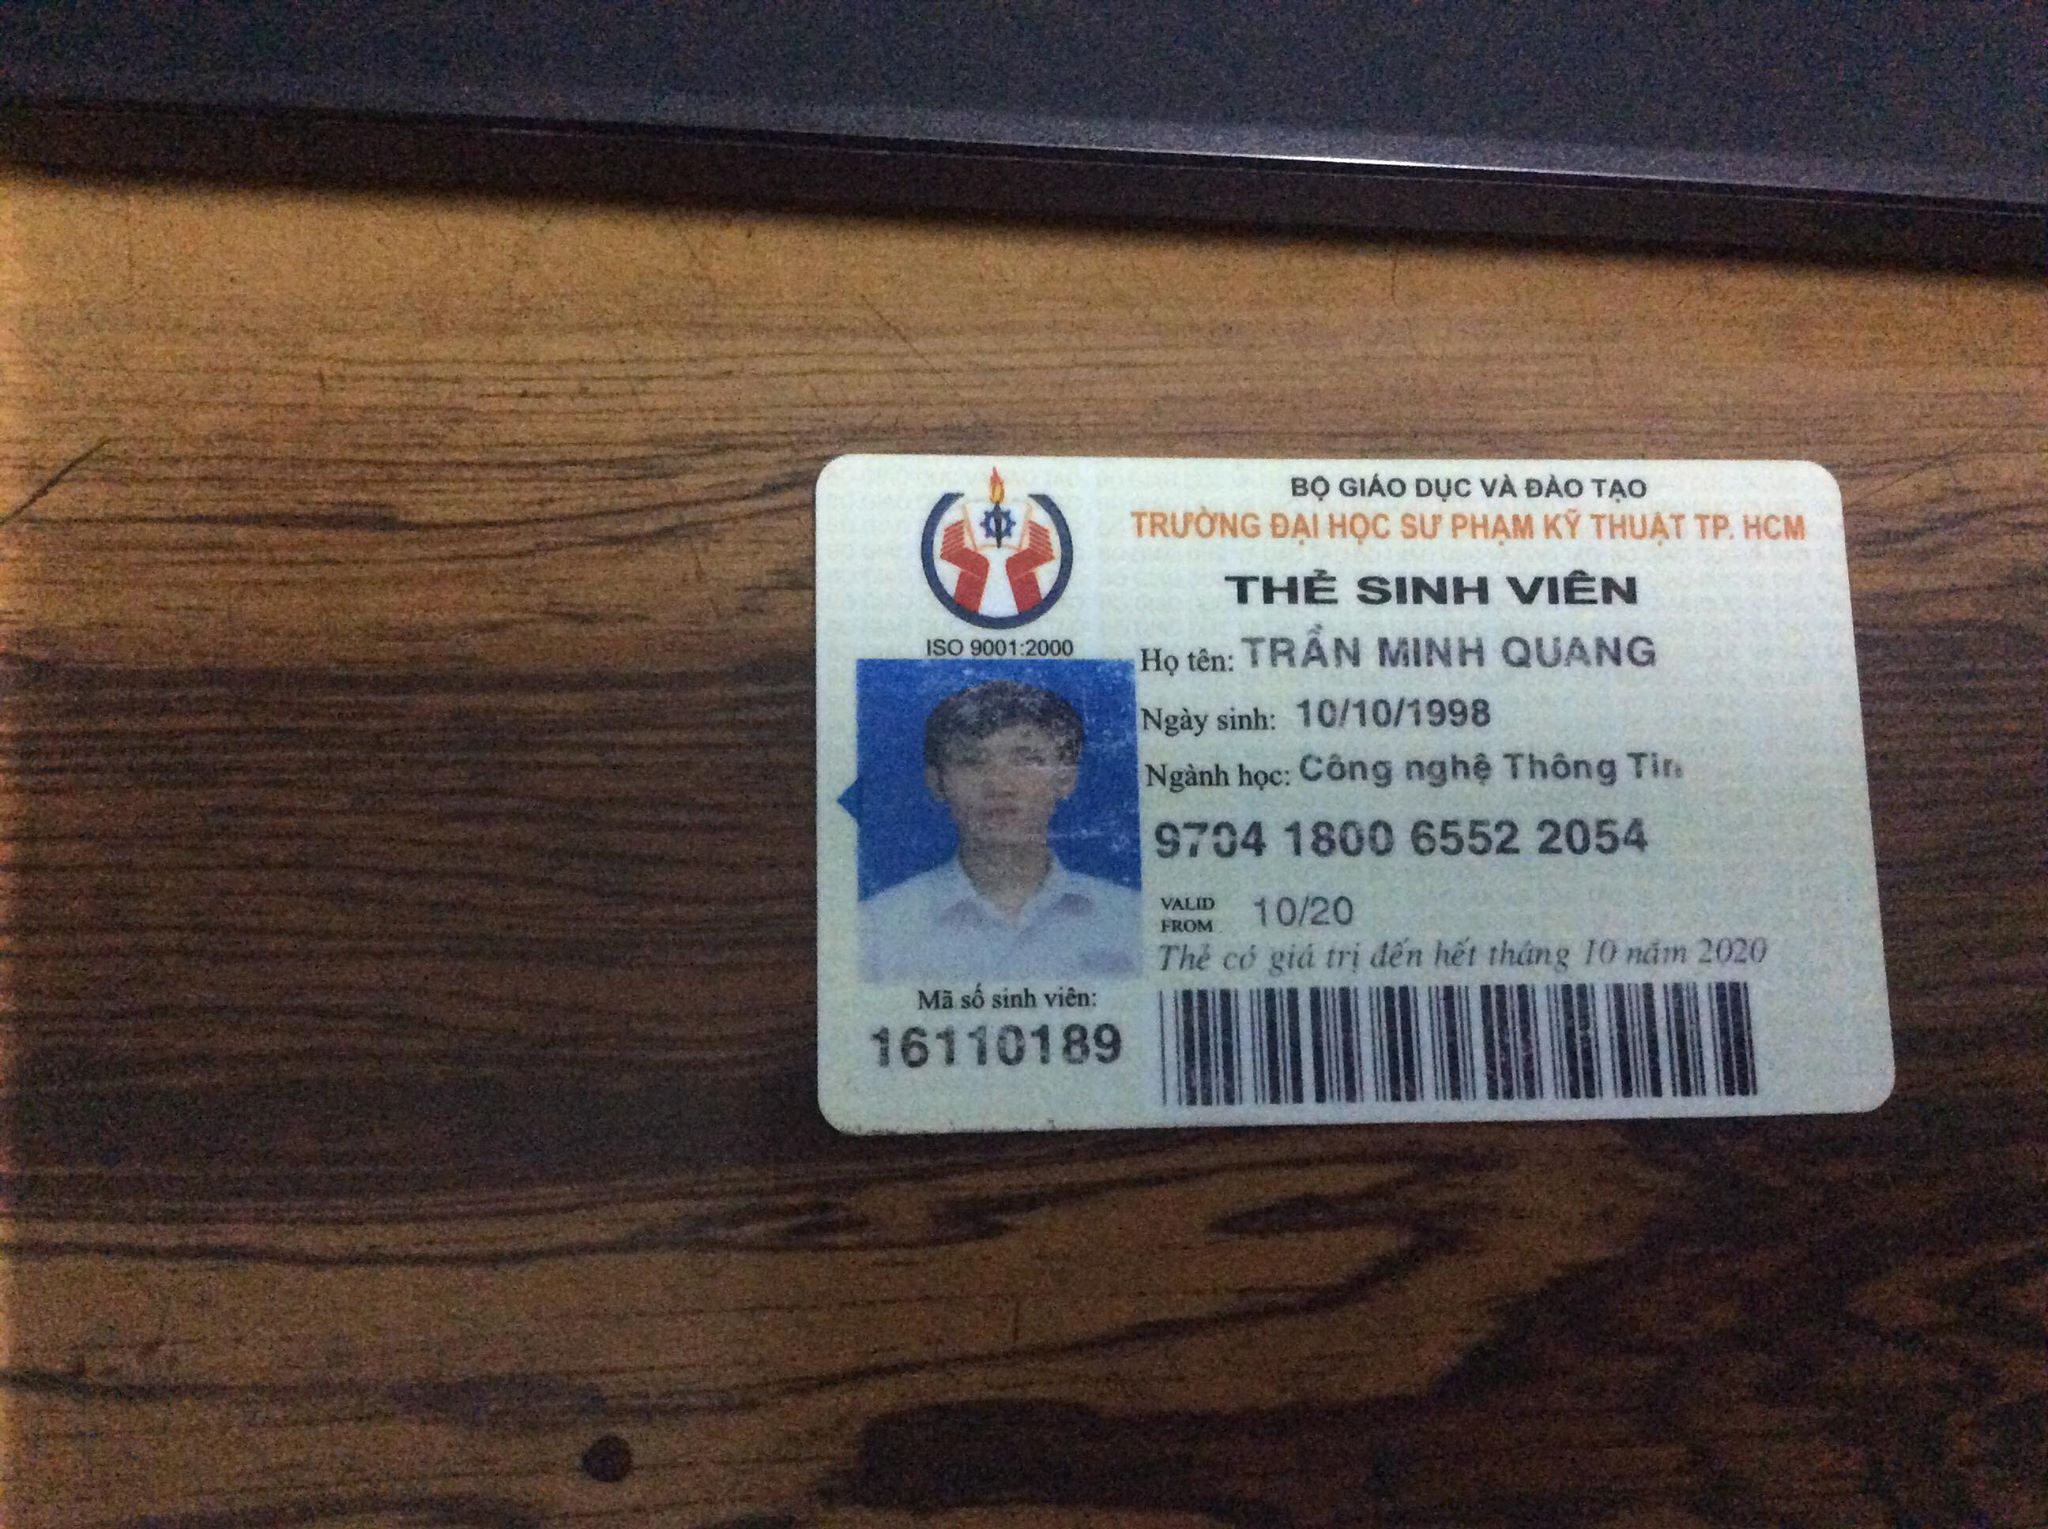 BỘ GIÁO DỤC VÀ ĐÀO TẠO
TRƯỜNG ĐẠI HỌC SƯ PHẠM KỸ THUẬT TP. HCM
THẺ SINH VIÊN
ISO 9001:2000
Họ tên: TRẦN MINH QUANG
Ngày sinh: 10/10/1998
Ngành học: Công nghệ Thông Tin
9704 1800 6552 2054
VALID FROM 10/20
Thẻ có giá trị đến hết tháng 10 năm 2020
Mã số sinh viên:
16110189